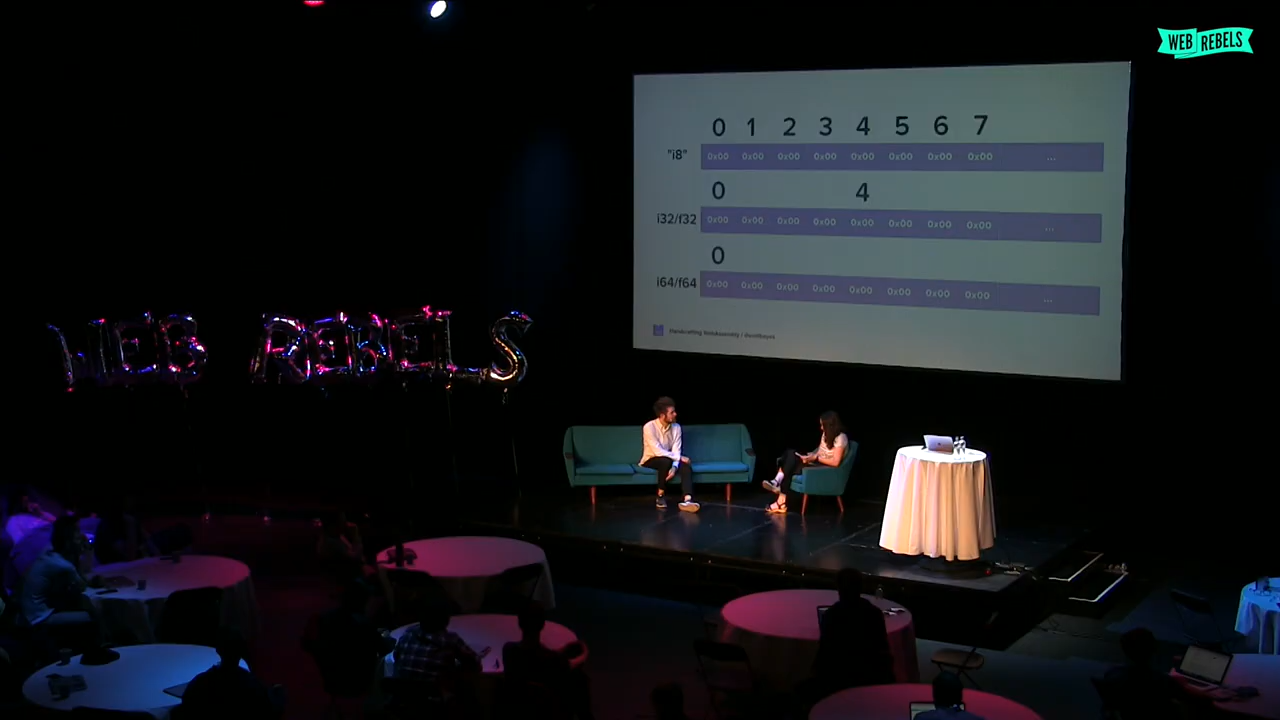 WEB REBELS
0 1 2 3 4 5 6 7
"i8" 0x00 0x00 0x00 0x00 0x00 0x00 0x00 0x00 ...
0 4
i32/f32 0x00 0x00 0x00 0x00 0x00 0x00 0x00 0x00 ...
0
i64/f64 0x00 0x00 0x00 0x00 0x00 0x00 0x00 0x00 ...
Handcrafting WebAssembly /
WEB REBELS